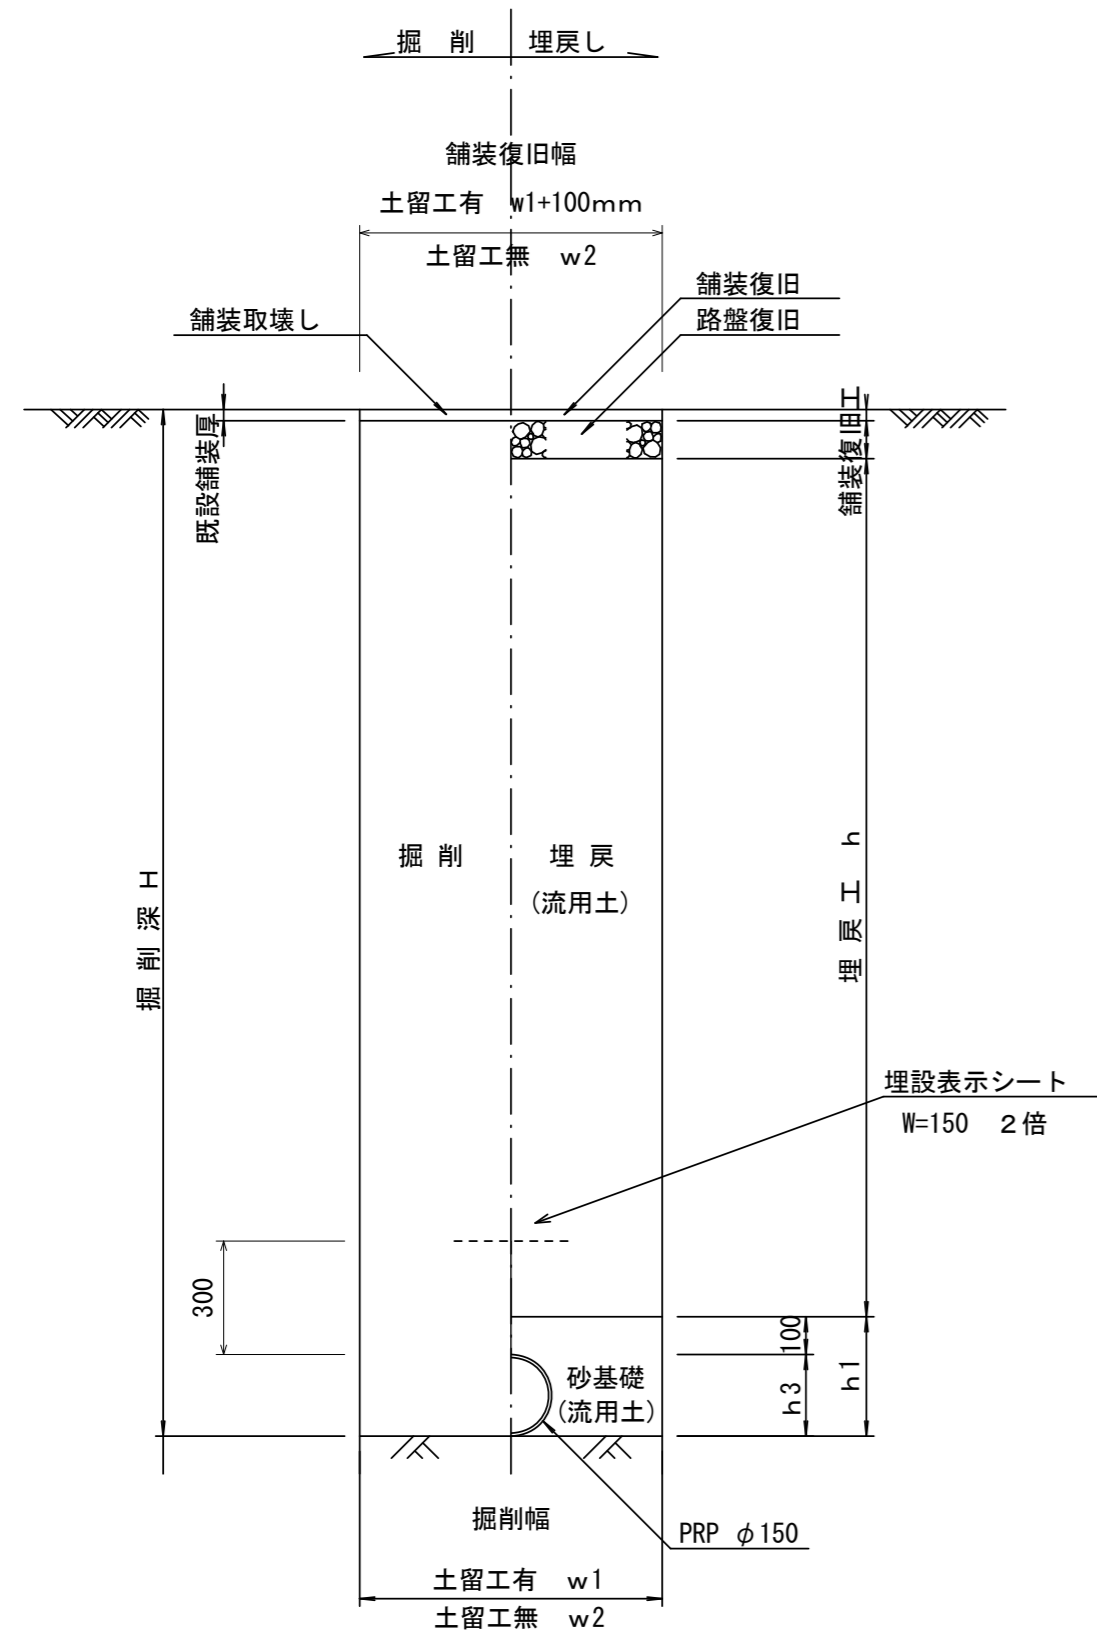 掘　削　埋戻し
舗装復旧幅
土留工有　w1+100mm
土留工無　w2
舗装復旧
路盤復旧
舗装取壊し
既設舗装厚
舗装復旧工
掘削深 H
掘 削
埋 戻
(流用土)
埋戻工 h
埋設表示シート
W=150　２倍
300
100
h3
h1
砂基礎
(流用土)
PRP φ150
掘削幅
土留工有　w1
土留工無　w2